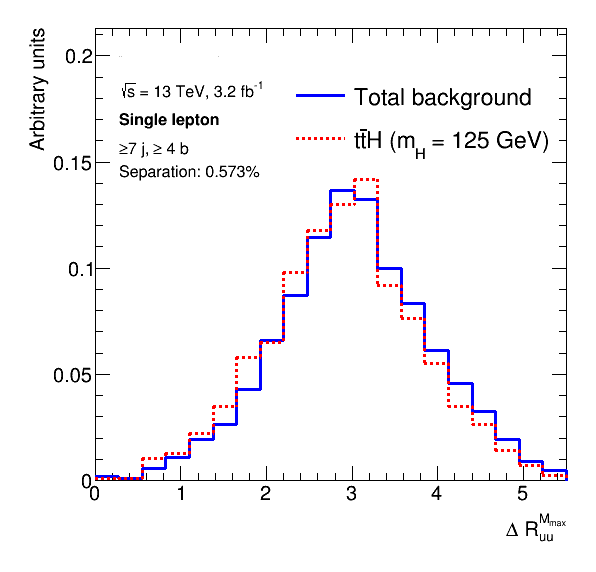 Arbitrary units
0.2
0.15
0.1
0.05
0
√s = 13 TeV, 3.2 fb⁻¹
Single lepton
≥7 j, ≥ 4 b
Separation: 0.573%
Total background
tt̄H (m_H = 125 GeV)
0 1 2 3 4 5
Δ R_uu^M_max